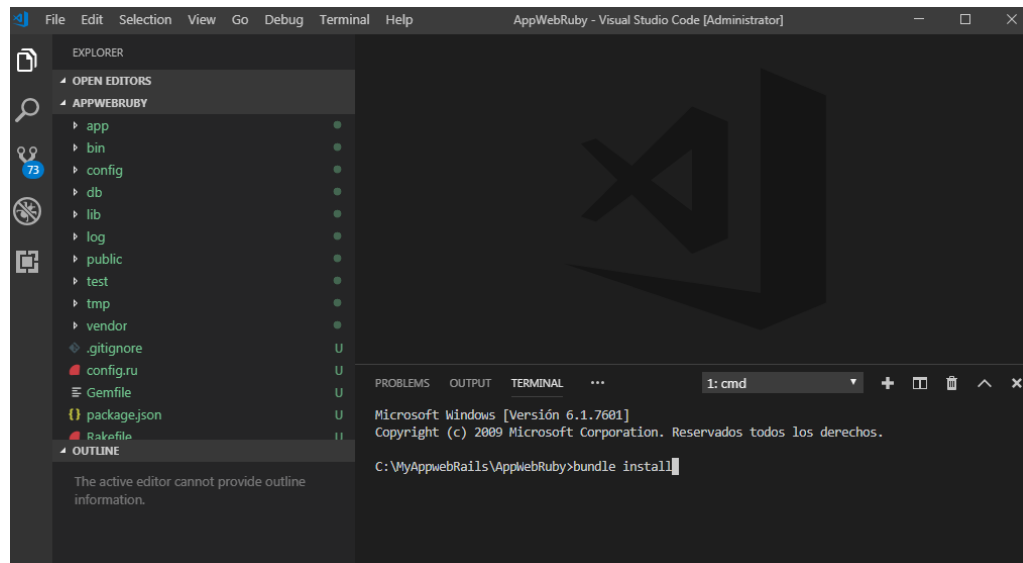 File Edit Selection View Go Debug Terminal Help AppWebRuby - Visual Studio Code [Administrator]
EXPLORER
OPEN EDITORS
APPWEBRUBY
app
bin
73
config
db
lib
log
public
test
tmp
vendor
.gitignore U
config.ru U
Gemfile U
{} package.json U
Rakefile U
OUTLINE
The active editor cannot provide outline
information.
PROBLEMS OUTPUT TERMINAL ··· 1: cmd
Microsoft Windows [Versión 6.1.7601]
Copyright (c) 2009 Microsoft Corporation. Reservados todos los derechos.
C:\MyAppwebRails\AppWebRuby>bundle install